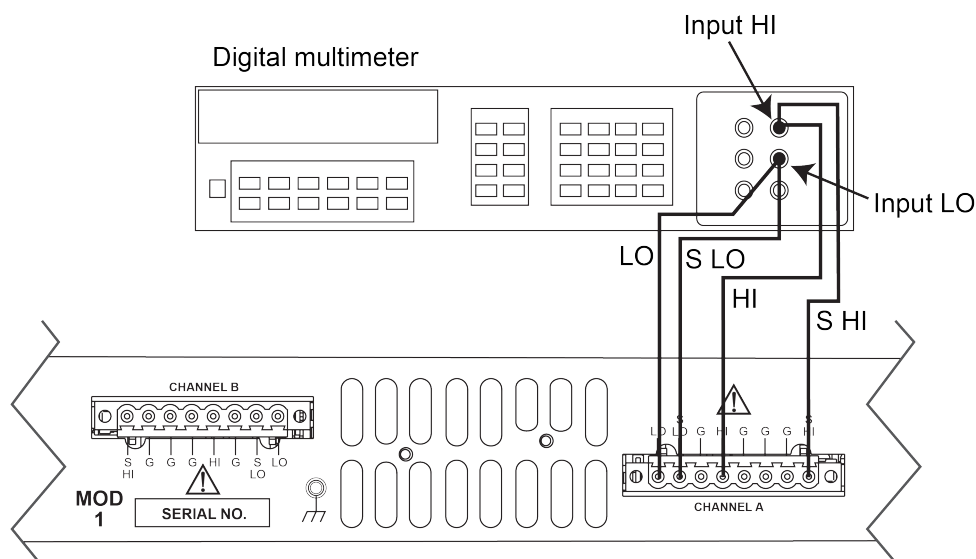 Input HI
Digital multimeter
Input LO
LO
S LO
HI
S HI
CHANNEL B
S HI
G
G
G
HI
G
S LO
LO
MOD 1
SERIAL NO.
LO
S LO
G
HI
G
G
G
S HI
CHANNEL A